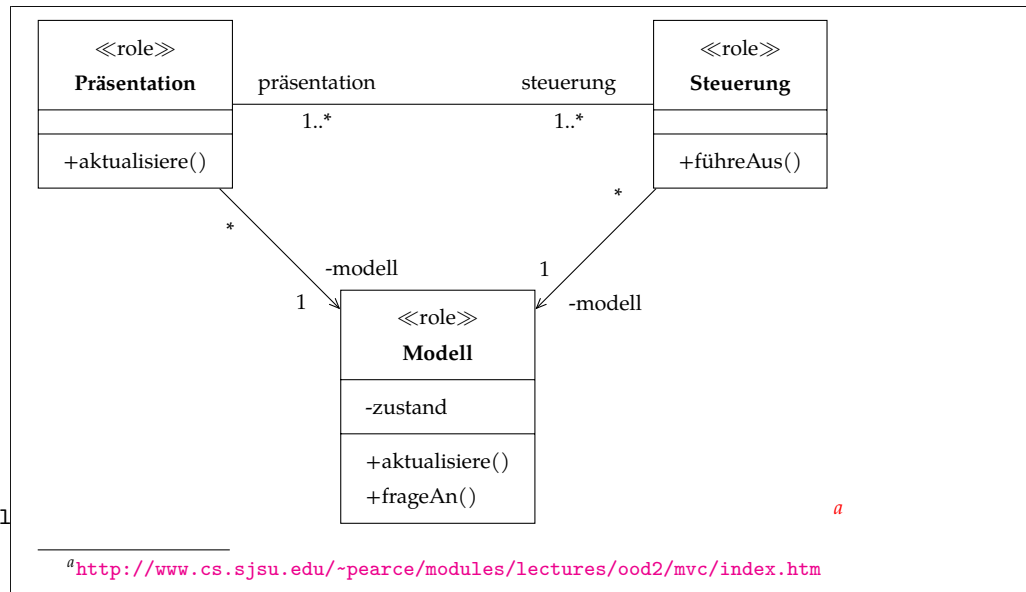 ≪role≫ ≪role≫
Präsentation präsentation steuerung Steuerung
1..* 1..*
+aktualisiere() +führeAus()
* *
-modell 1
1 -modell
≪role≫
Modell
-zustand
+aktualisiere()
+frageAn()
1 a
a http://www.cs.sjsu.edu/~pearce/modules/lectures/ood2/mvc/index.htm